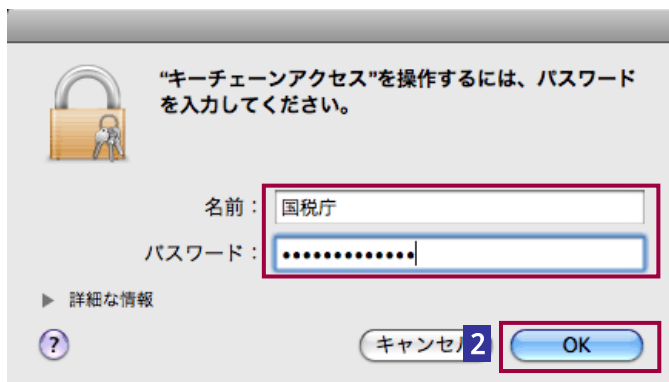 “キーチェーンアクセス”を操作するには、パスワード
を入力してください。
名前：
国税庁
パスワード：
•••••••••••••
詳細な情報
?
キャンセル
2
OK